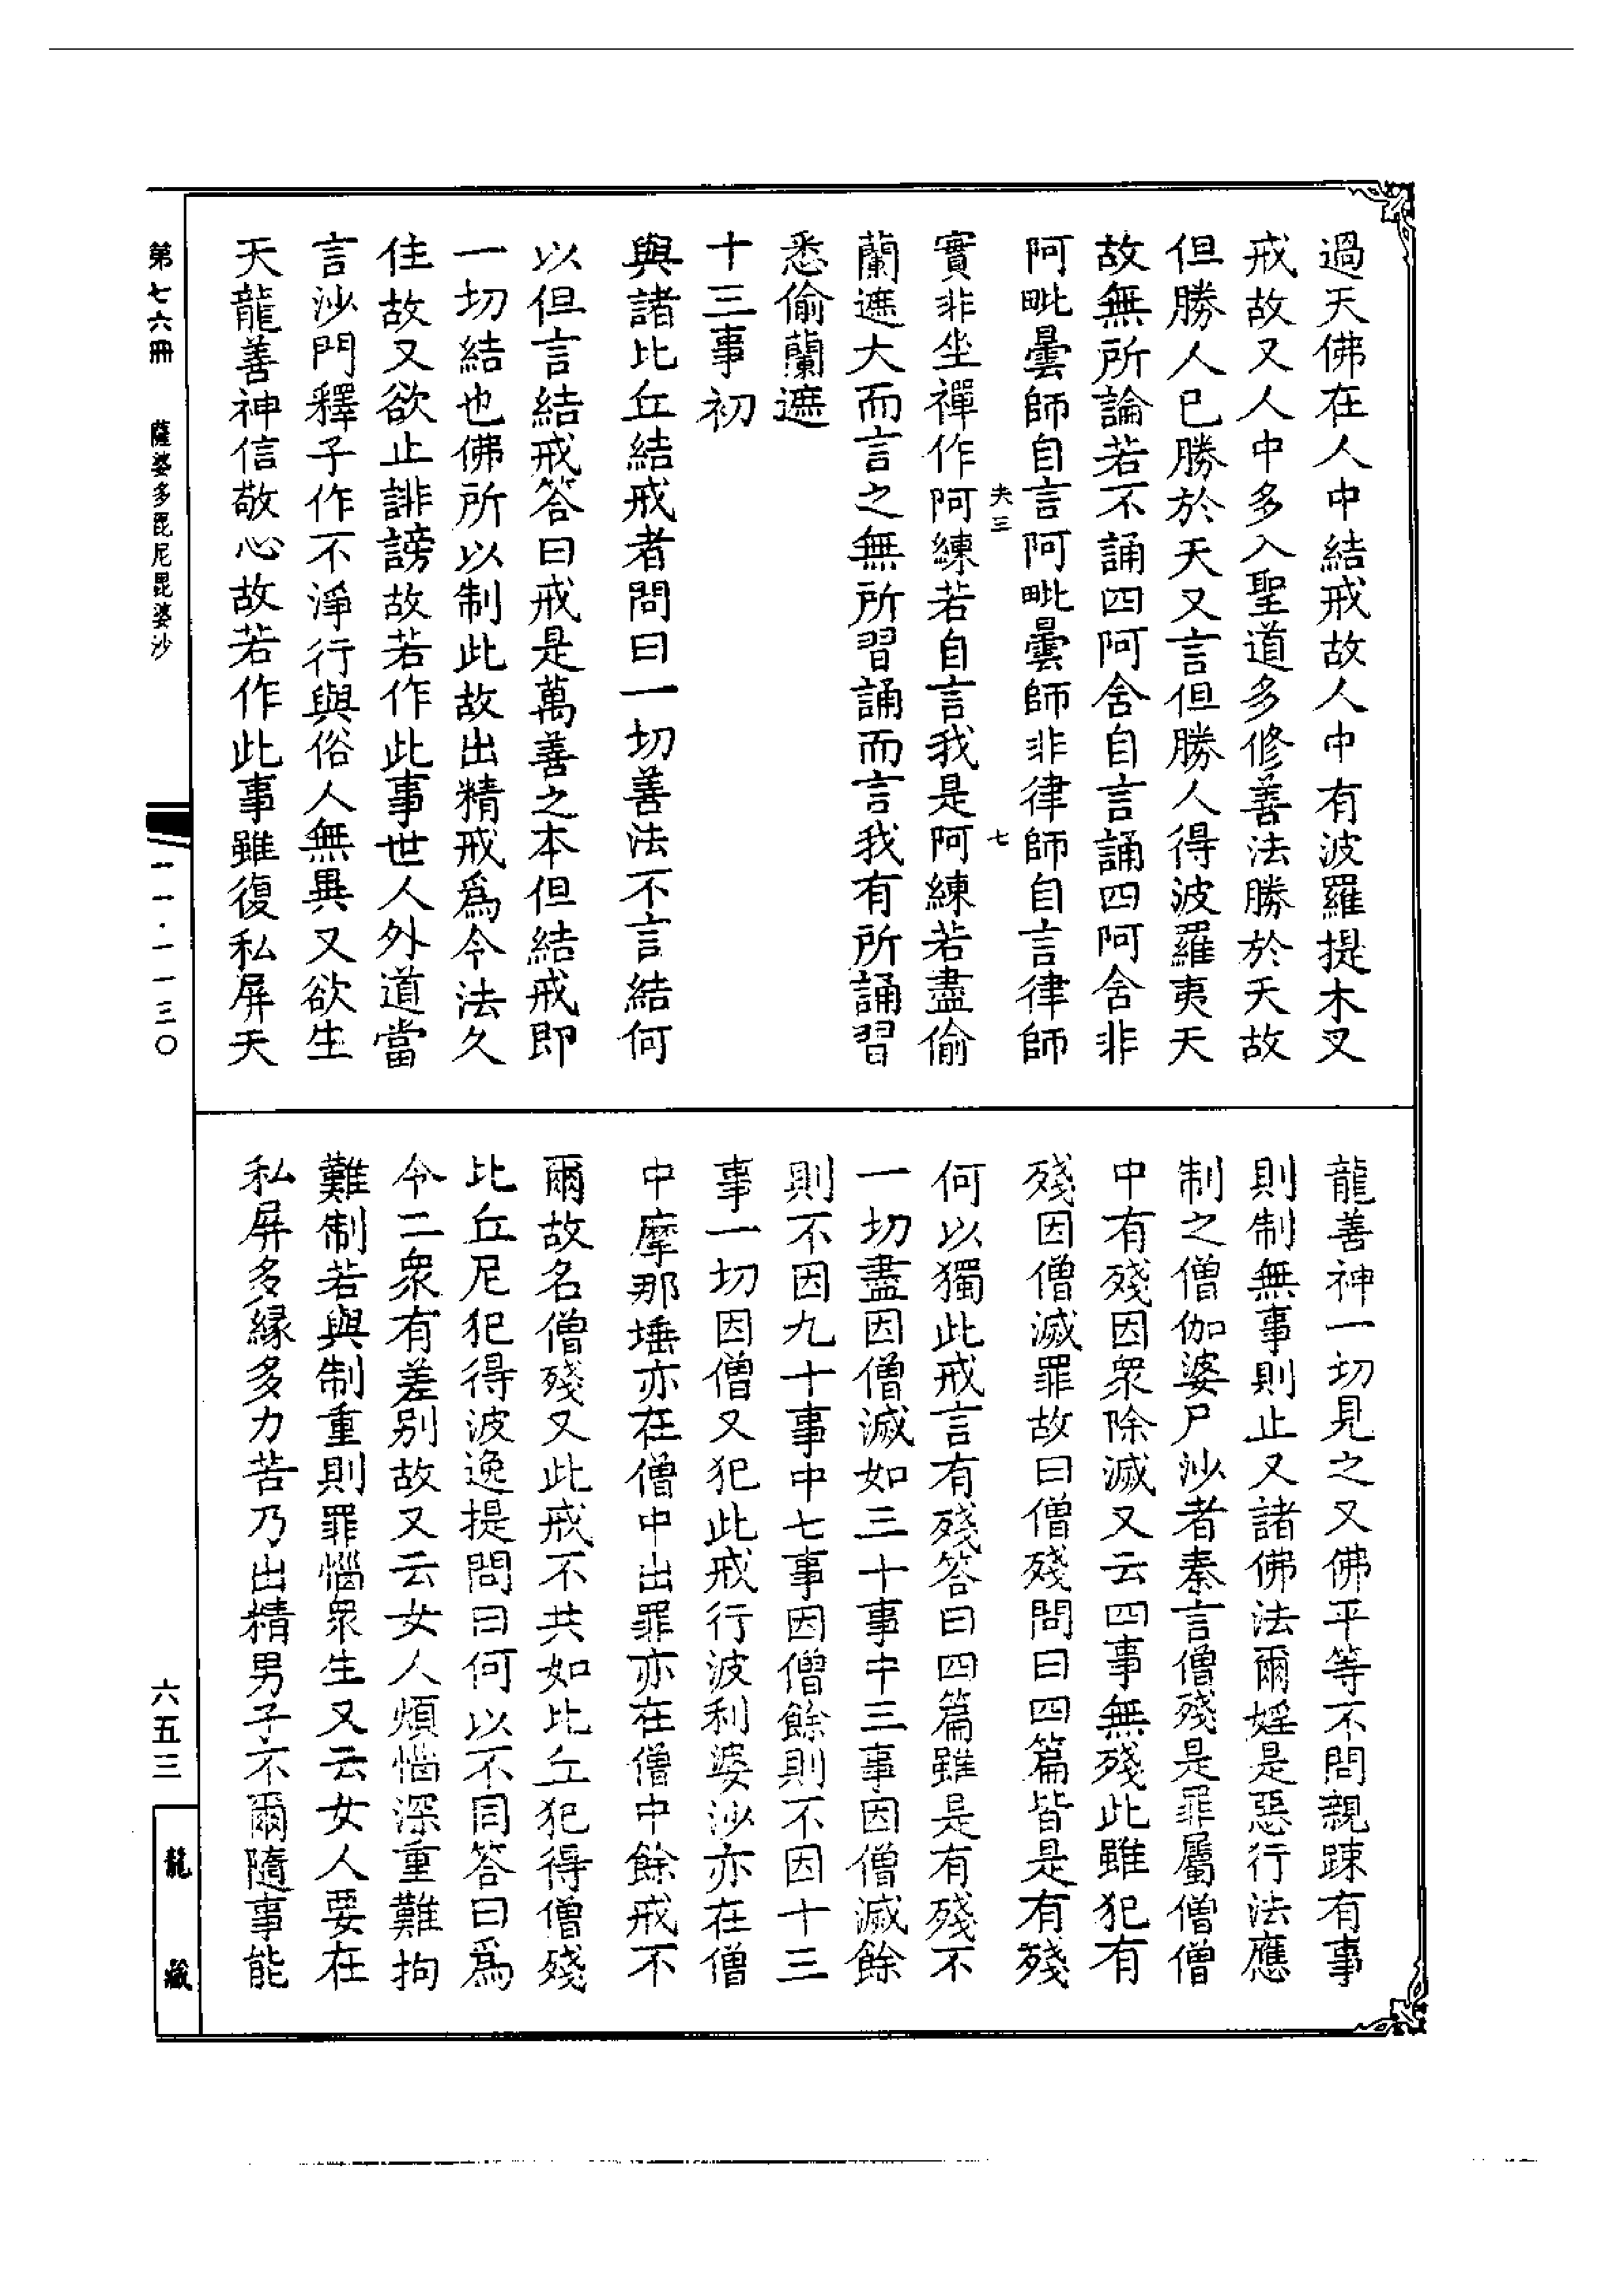 過天佛在人中結戒故人中有波羅提木叉
戒故又人中多入聖道多修善法勝於天故
但勝人已勝於天又言但勝人得波羅夷天
故無所論若不誦四阿含自言誦四阿含非
阿毗曇師自言阿毗曇師非律師自言律師
夫三
七
實非坐禪作阿練若自言我是阿練若盡偷
蘭遮大而言之無所習誦而言我有所誦習
悉偷蘭遮
十三事初
與諸比丘結戒者問曰一切善法不言結何
以但言結戒答曰戒是萬善之本但結戒即
一切結也佛所以制此故出精戒爲令法久
住故又欲止誹謗故若作此事世人外道當
言沙門釋子作不淨行與俗人無異又欲生
天龍善神信敬心故若作此事雖復私屏天
龍善神一切見之又佛平等不問親踈有事
則制無事則止又諸佛法爾婬是惡行法應
制之僧伽婆尸沙者秦言僧殘是罪屬僧僧
中有殘因眾除滅又云四事無殘此雖犯有
殘因僧滅罪故曰僧殘問曰四篇皆是有殘
何以獨此戒言有殘答曰四篇雖是有殘不
一切盡因僧滅如三十事中三事因僧滅餘
則不因九十事中七事因僧餘則不因十三
事一切因僧又犯此戒行波利婆沙亦在僧
中摩那埵亦在僧中出罪亦在僧中餘戒不
爾故名僧殘又此戒不共如比丘犯得僧殘
比丘尼犯得波逸提問曰何以不同答曰爲
令二眾有差別故又云女人煩惱深重難拘
難制若與制重則罪惱眾生又云女人要在
私屏多緣多力苦乃出精男子不爾隨事能
第七六冊 薩婆多毗尼毘婆沙
一一·一一三〇
六五三
龍藏